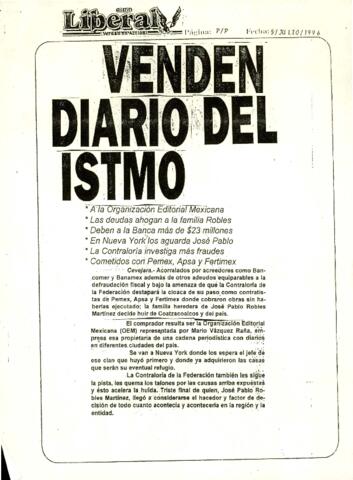 Liberal
Página: P/P Fecha: 5/JULIO/1996
VENDEN
DIARIO DEL
ISTMO
* A la Organización Editorial Mexicana
* Las deudas ahogan a la familia Robles
* Deben a la Banca más de $23 millones
* En Nueva York los aguarda José Pablo
* La Contraloría investiga más fraudes
* Cometidos con Pemex, Apsa y Fertimex
Cevejara.- Acorralados por acreedores como Ban-
comer y Banamex además de otros adeudos equiparables a la
defraudación fiscal y bajo la amenaza de que la Contraloría de
la Federación destapará la cloaca de su paso como contratis-
tas de Pemex, Apsa y Fertimex donde cobraron obras sin ha-
berlas ejecutado; la familia heredera de José Pablo Robles
Martínez decide huir de Coatzacoalcos y del país.
El comprador resulta ser la Organización Editorial
Mexicana (OEM) representada por Mario Vázquez Raña, em-
presa expropietaria de una cadena periodística con diarios
en diferentes ciudades del país.
Se van a Nueva York donde los espera el jefe de
ese clan que huyó primero y donde ya adquirieron las casas
que serán su eventual refugio.
La Contraloría de la Federación también les sigue
la pista, les quema los talones por las causas arriba expuestas
y ésto acelera la huida. Triste final de quien, José Pablo Ro-
bles Martínez, llegó a considerarse el hacedor y factor de de-
cisión de todo cuanto acontecía y acontecería en la región y la
entidad.